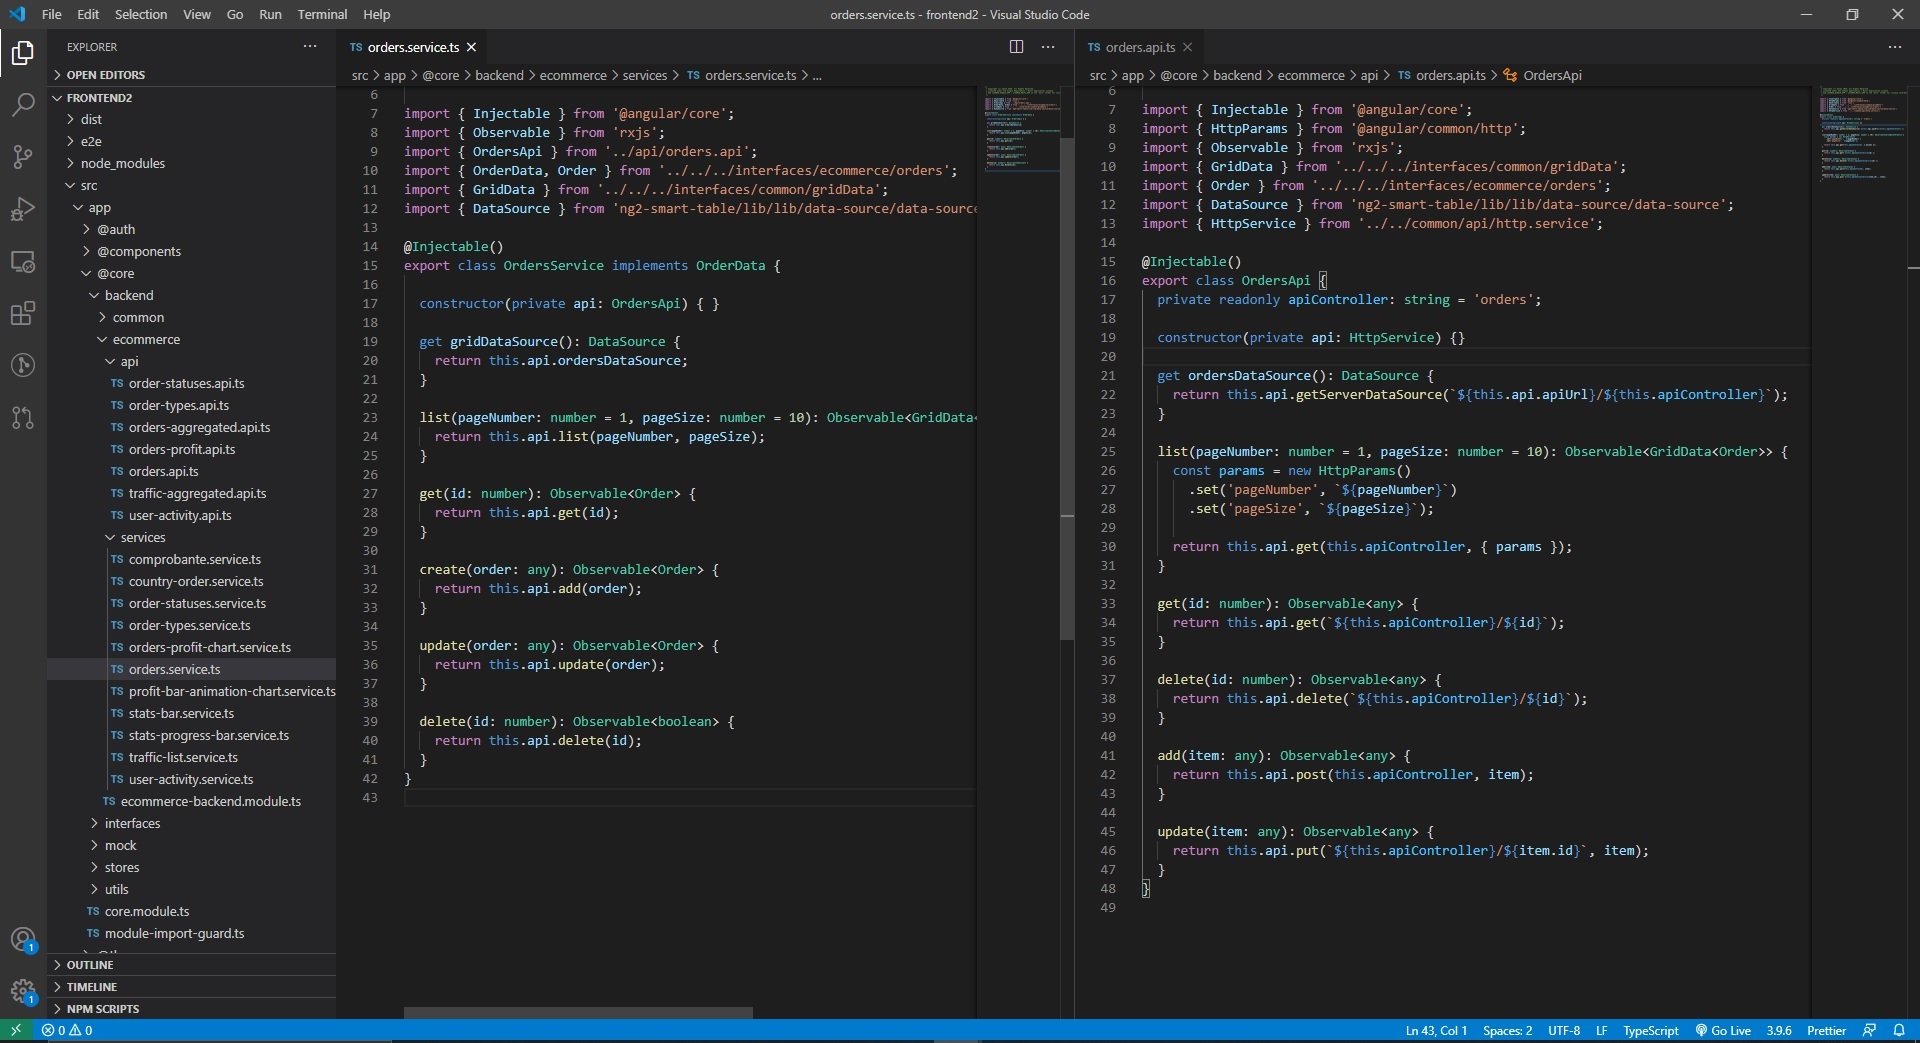 File Edit Selection View Go Run Terminal Help
orders.service.ts - frontend2 - Visual Studio Code
EXPLORER
OPEN EDITORS
FRONTEND2
dist
e2e
node_modules
src
app
@auth
@components
@core
backend
common
ecommerce
api
TS order-statuses.api.ts
TS order-types.api.ts
TS orders-aggregated.api.ts
TS orders-profit.api.ts
TS orders.api.ts
TS traffic-aggregated.api.ts
TS user-activity.api.ts
services
TS comprobante.service.ts
TS country-order.service.ts
TS order-statuses.service.ts
TS order-types.service.ts
TS orders-profit-chart.service.ts
TS orders.service.ts
TS profit-bar-animation-chart.service.ts
TS stats-bar.service.ts
TS stats-progress-bar.service.ts
TS traffic-list.service.ts
TS user-activity.service.ts
TS ecommerce-backend.module.ts
interfaces
mock
stores
utils
TS core.module.ts
TS module-import-guard.ts
OUTLINE
TIMELINE
NPM SCRIPTS
1
1
TS orders.service.ts
src > app > @core > backend > ecommerce > services > TS orders.service.ts > ...
6
7 import { Injectable } from '@angular/core';
8 import { Observable } from 'rxjs';
9 import { OrdersApi } from '../api/orders.api';
10 import { OrderData, Order } from '../../../interfaces/ecommerce/orders';
11 import { GridData } from '../../../interfaces/common/gridData';
12 import { DataSource } from 'ng2-smart-table/lib/lib/data-source/data-source
13
14 @Injectable()
15 export class OrdersService implements OrderData {
16
17 constructor(private api: OrdersApi) { }
18
19 get gridDataSource(): DataSource {
20 return this.api.ordersDataSource;
21 }
22
23 list(pageNumber: number = 1, pageSize: number = 10): Observable<GridData<
24 return this.api.list(pageNumber, pageSize);
25 }
26
27 get(id: number): Observable<Order> {
28 return this.api.get(id);
29 }
30
31 create(order: any): Observable<Order> {
32 return this.api.add(order);
33 }
34
35 update(order: any): Observable<Order> {
36 return this.api.update(order);
37 }
38
39 delete(id: number): Observable<boolean> {
40 return this.api.delete(id);
41 }
42 }
43
TS orders.api.ts
src > app > @core > backend > ecommerce > api > TS orders.api.ts > OrdersApi
6
7 import { Injectable } from '@angular/core';
8 import { HttpParams } from '@angular/common/http';
9 import { Observable } from 'rxjs';
10 import { GridData } from '../../../interfaces/common/gridData';
11 import { Order } from '../../../interfaces/ecommerce/orders';
12 import { DataSource } from 'ng2-smart-table/lib/lib/data-source/data-source';
13 import { HttpService } from '../../common/api/http.service';
14
15 @Injectable()
16 export class OrdersApi {
17 private readonly apiController: string = 'orders';
18
19 constructor(private api: HttpService) {}
20
21 get ordersDataSource(): DataSource {
22 return this.api.getServerDataSource(`${this.api.apiUrl}/${this.apiController}`);
23 }
24
25 list(pageNumber: number = 1, pageSize: number = 10): Observable<GridData<Order>> {
26 const params = new HttpParams()
27 .set('pageNumber', `${pageNumber}`)
28 .set('pageSize', `${pageSize}`);
29
30 return this.api.get(this.apiController, { params });
31 }
32
33 get(id: number): Observable<any> {
34 return this.api.get(`${this.apiController}/${id}`);
35 }
36
37 delete(id: number): Observable<any> {
38 return this.api.delete(`${this.apiController}/${id}`);
39 }
40
41 add(item: any): Observable<any> {
42 return this.api.post(this.apiController, item);
43 }
44
45 update(item: any): Observable<any> {
46 return this.api.put(`${this.apiController}/${item.id}`, item);
47 }
48 }
49
0 0
Ln 43, Col 1 Spaces: 2 UTF-8 LF TypeScript Go Live 3.9.6 Prettier